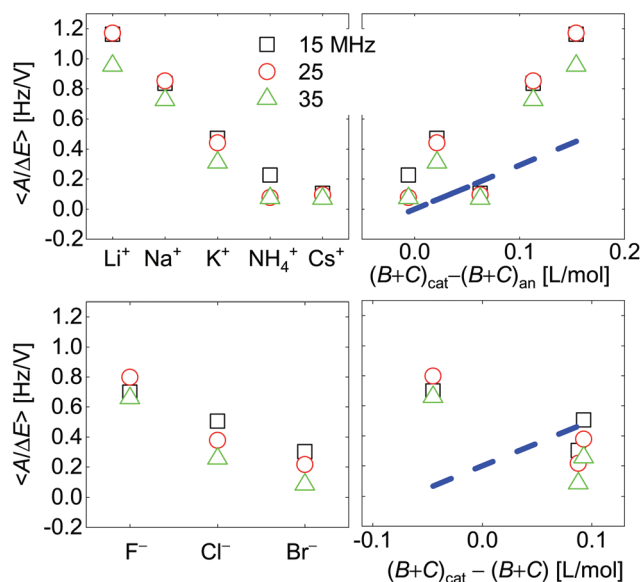 1.2
1.0
0.8
0.6
0.4
0.2
0.0
-0.2
<A/ΔE> [Hz/V]
15 MHz
25
35
Li⁺ Na⁺ K⁺ NH₄⁺ Cs⁺
0.0 0.1 0.2
(B+C)cat–(B+C)an [L/mol]
1.2
1.0
0.8
0.6
0.4
0.2
0.0
-0.2
<A/ΔE> [Hz/V]
F⁻ Cl⁻ Br⁻
-0.1 0.0 0.1
(B+C)cat – (B+C) [L/mol]